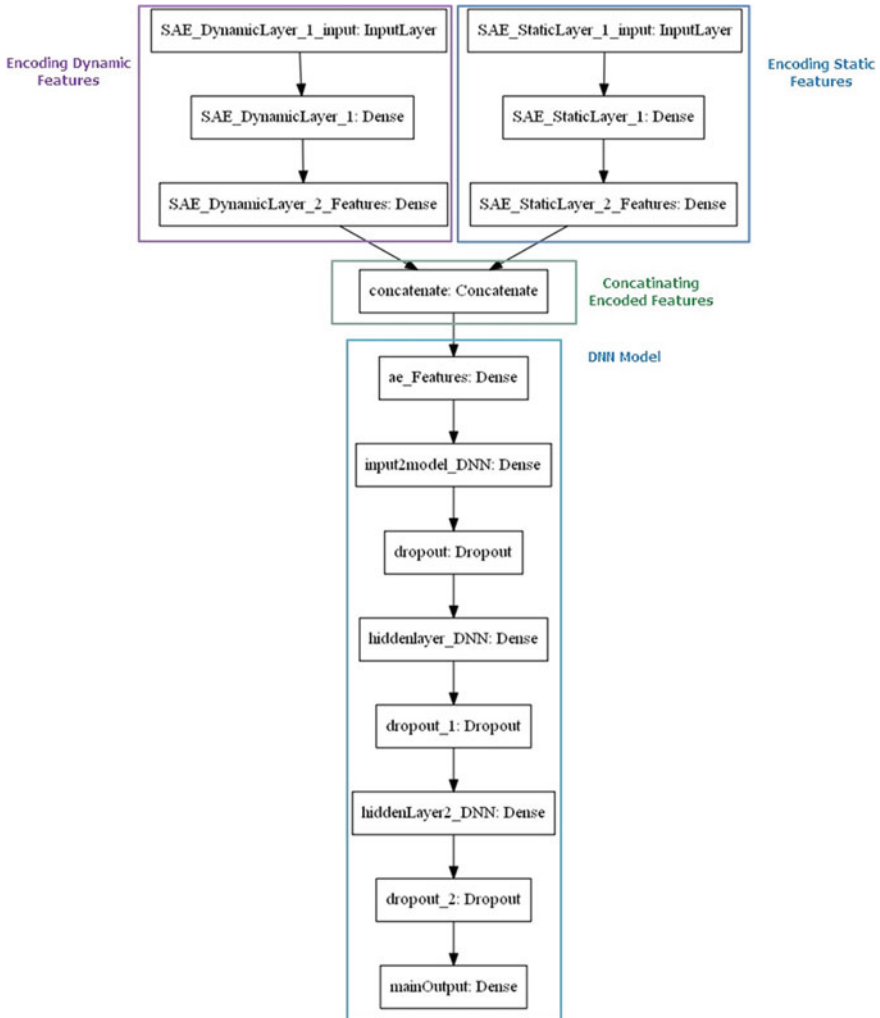 SAE_DynamicLayer_1_input: InputLayer
SAE_StaticLayer_1_input: InputLayer
Encoding Dynamic
Features
Encoding Static
Features
SAE_DynamicLayer_1: Dense
SAE_StaticLayer_1: Dense
SAE_DynamicLayer_2_Features: Dense
SAE_StaticLayer_2_Features: Dense
concatenate: Concatenate
Concatinating
Encoded Features
DNN Model
ae_Features: Dense
input2model_DNN: Dense
dropout: Dropout
hiddenlayer_DNN: Dense
dropout_1: Dropout
hiddenLayer2_DNN: Dense
dropout_2: Dropout
mainOutput: Dense